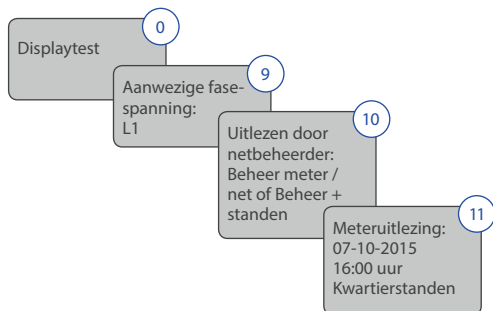 0
Displaytest
9
Aanwezige fase-
spanning:
L1
10
Uitlezen door
netbeheerder:
Beheer meter /
net of Beheer +
standen
11
Meteruitlezing:
07-10-2015
16:00 uur
Kwartierstanden